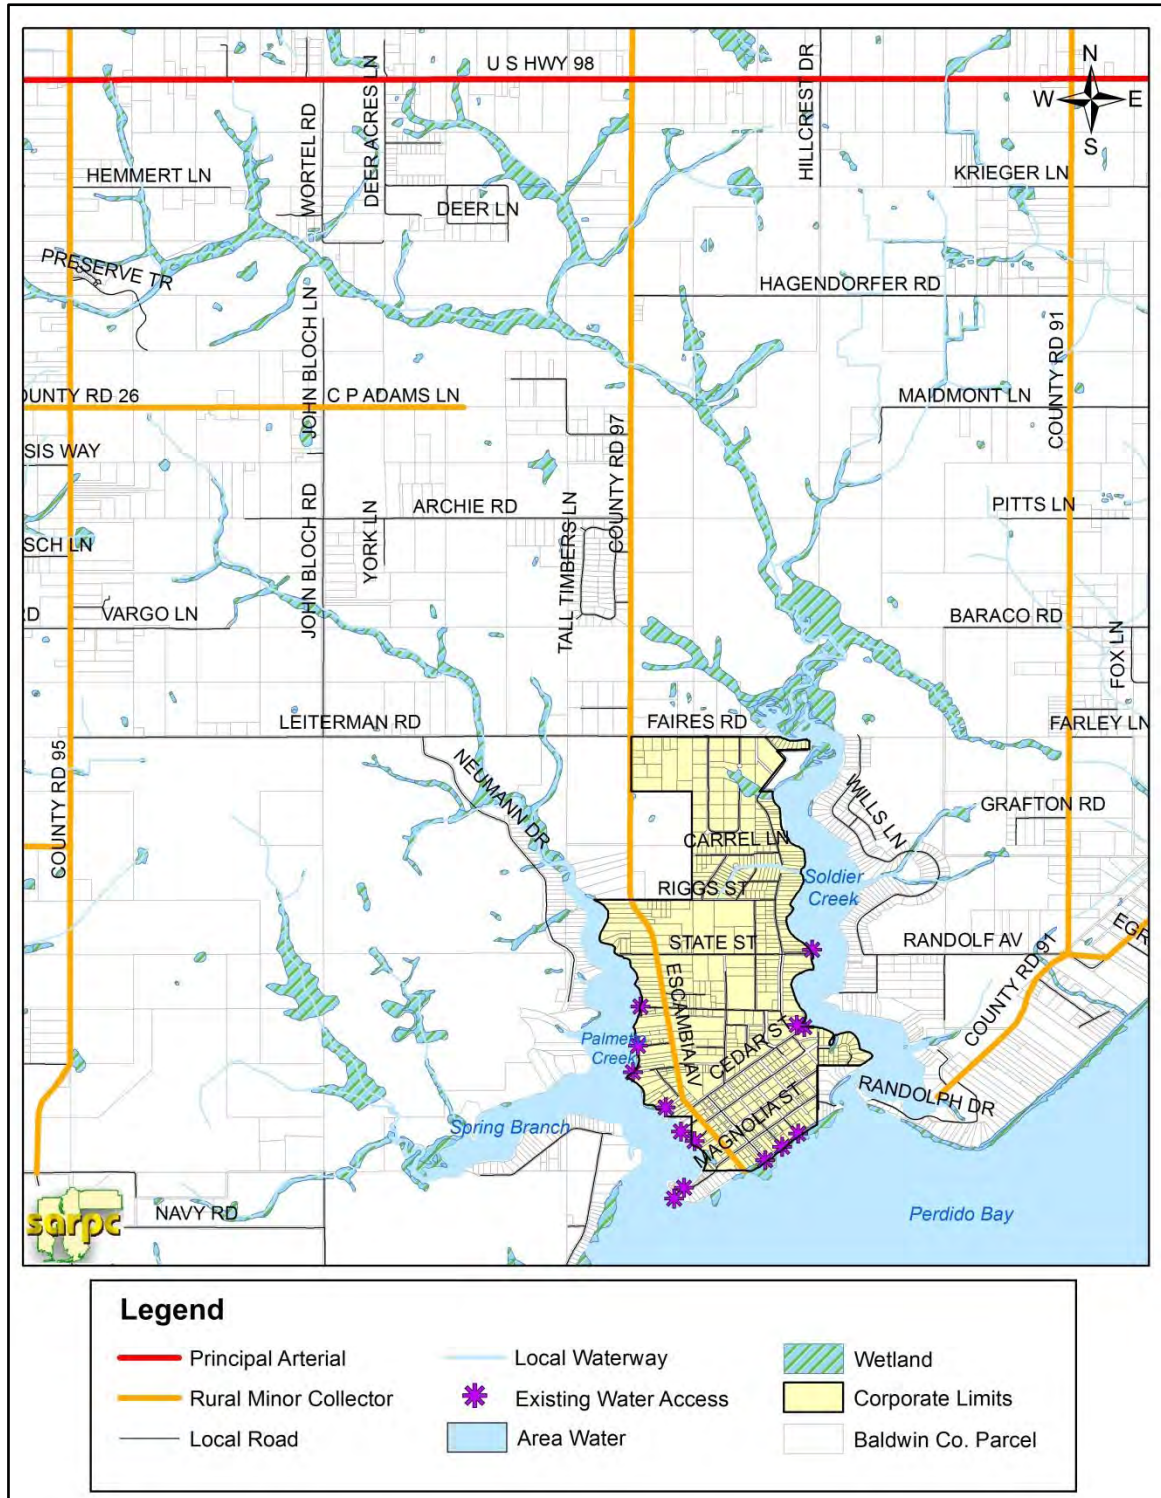 U S HWY 98
N
W E
S
HILLCREST DR
DEER ACRES LN
WORTEL RD
HEMMERT LN
KRIEGER LN
DEER LN
PRESERVE TR
HAGENDORFER RD
JOHN BLOCH LN
COUNTY RD 91
OUNTY RD 26
C P ADAMS LN
MAIDMONT LN
SIS WAY
COUNTY RD 97
ARCHIE RD
PITTS LN
TALL TIMBERS LN
YORK LN
JOHN BLOCH RD
SCH LN
RD
VARGO LN
BARACO RD
FOX LN
LEITERMAN RD
FAIRES RD
FARLEY LN
COUNTY RD 95
NEUMANN DR
WILLS LN
GRAFTON RD
CARREL LN
Soldier
Creek
RIGGS ST
STATE ST
RANDOLF AV
EGR
ESCAMBIA AV
COUNTY RD 91
CEDAR ST
Creek
RANDOLPH DR
MAGNOLIA ST
Spring Branch
NAVY RD
Perdido Bay
sarpc
Legend
Principal Arterial
Local Waterway
Wetland
Rural Minor Collector
Existing Water Access
Corporate Limits
Local Road
Area Water
Baldwin Co. Parcel